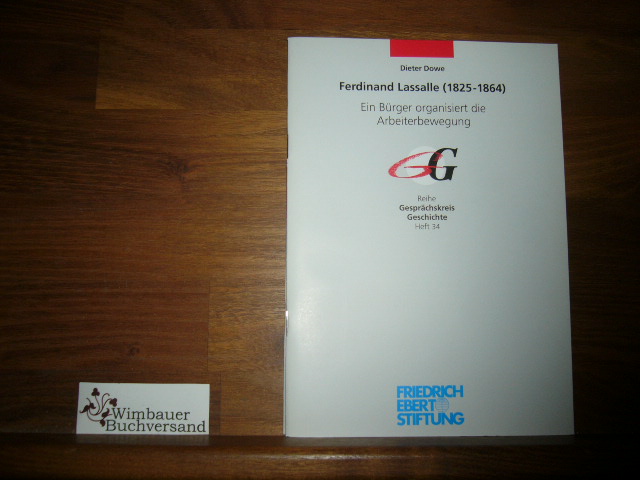 Dieter Dowe
Ferdinand Lassalle (1825-1864)
Ein Bürger organisiert die
Arbeiterbewegung
GG
Reihe
Gesprächskreis
Geschichte
Heft 34
FRIEDRICH
EBERT
STIFTUNG
Wimbauer
Buchversand